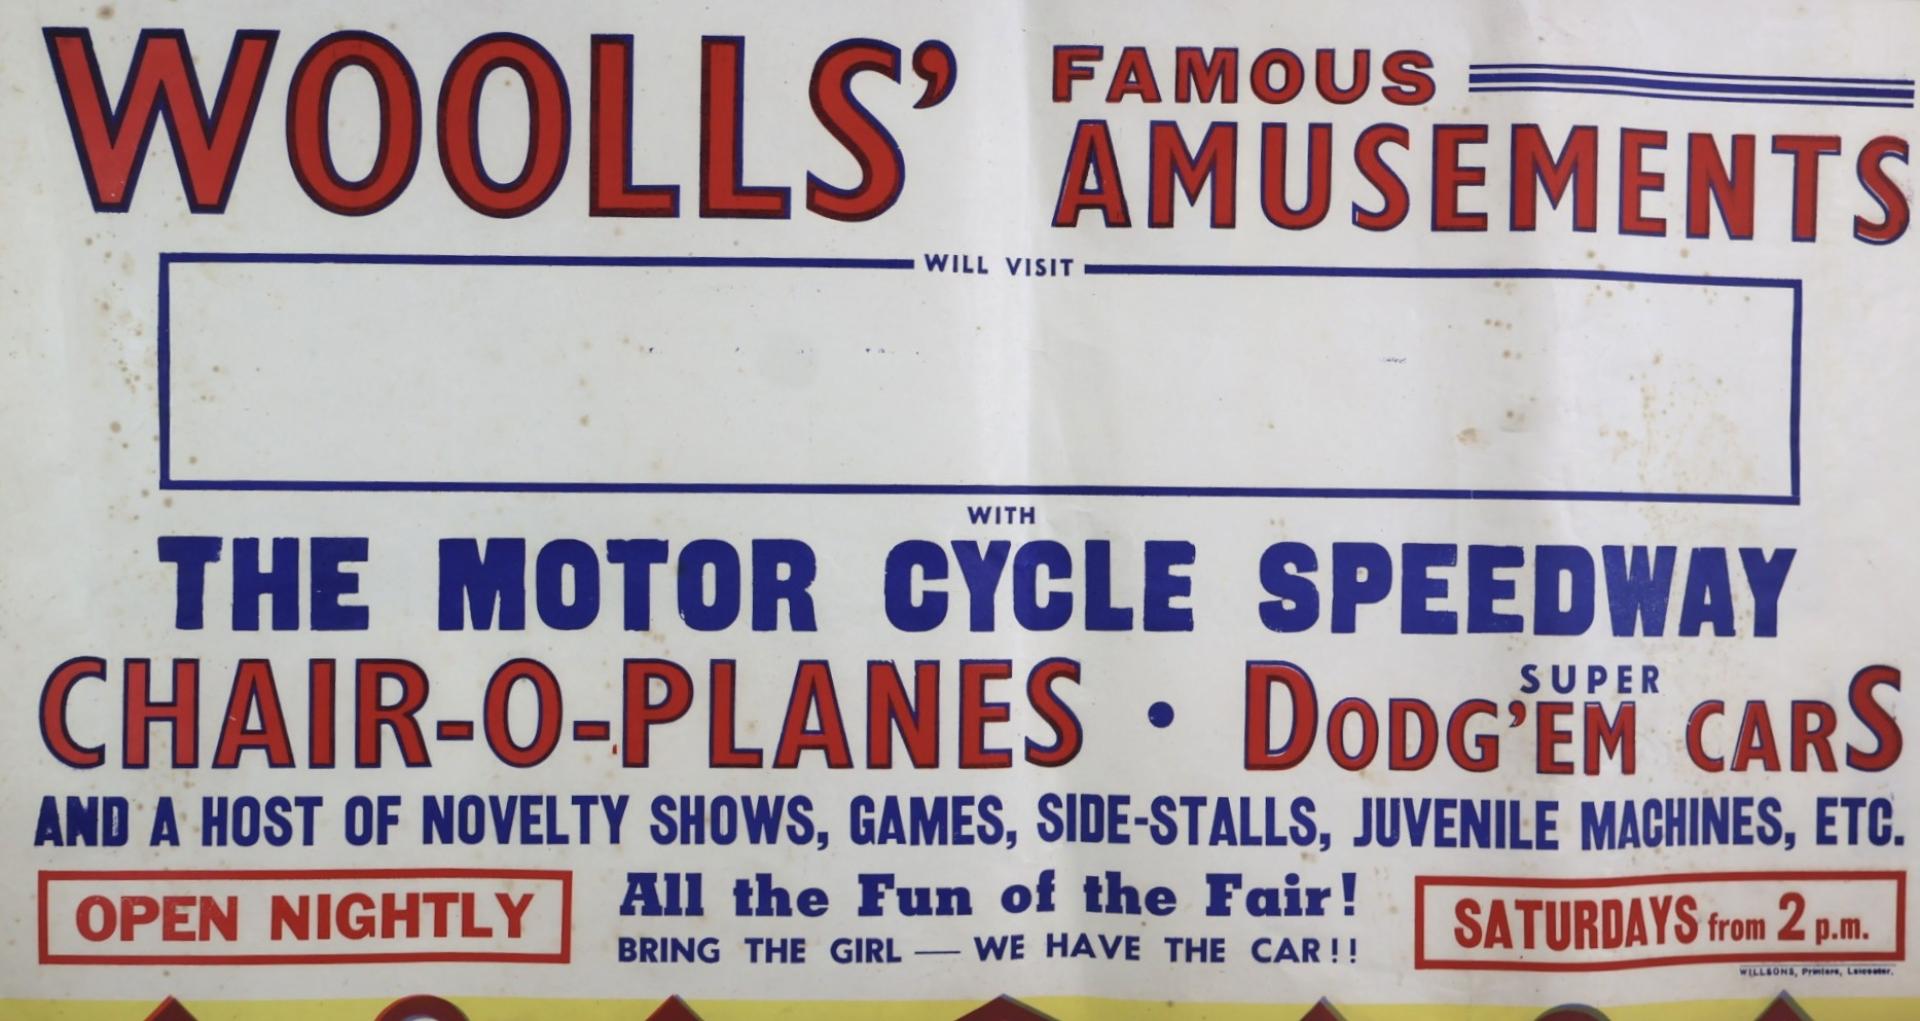 WOOLLS' FAMOUS
AMUSEMENTS
WILL VISIT
WITH
THE MOTOR CYCLE SPEEDWAY
CHAIR-O-PLANES • SUPER DODG'EM CARS
AND A HOST OF NOVELTY SHOWS, GAMES, SIDE-STALLS, JUVENILE MACHINES, ETC.
OPEN NIGHTLY
All the Fun of the Fair!
BRING THE GIRL — WE HAVE THE CAR!!
SATURDAYS from 2 p.m.
WILLSONS, Printers, Leicester.